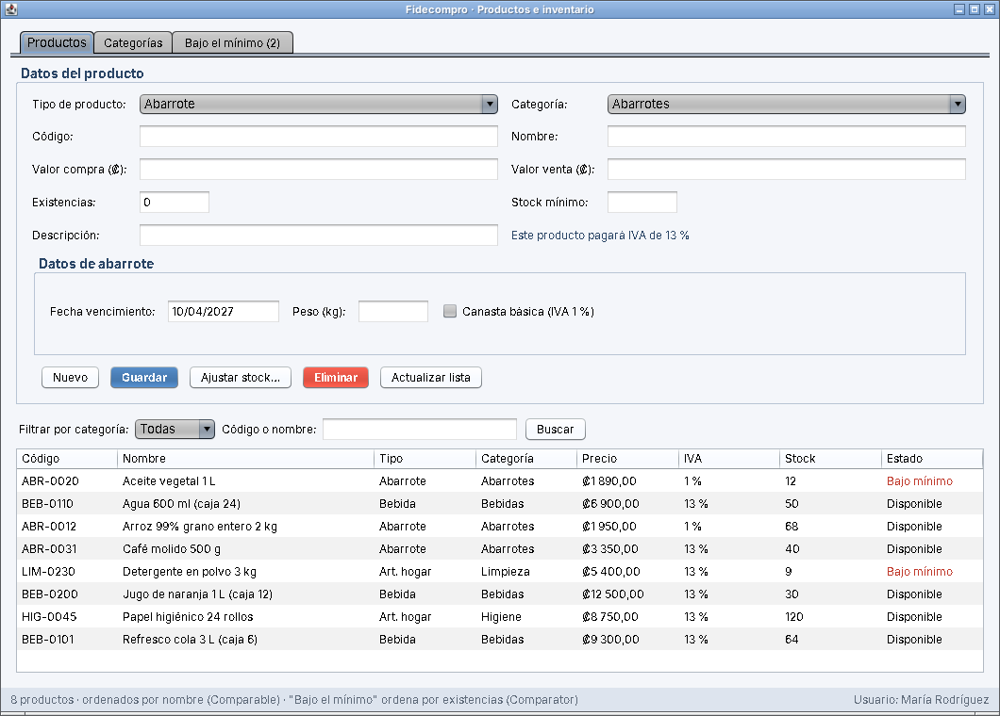 Fidecompro · Productos e inventario
Productos Categorías Bajo el mínimo (2)
Datos del producto
Tipo de producto: Abarrote Categoría: Abarrotes
Código: Nombre:
Valor compra (₡): Valor venta (₡):
Existencias: 0 Stock mínimo:
Descripción: Este producto pagará IVA de 13 %
Datos de abarrote
Fecha vencimiento: 10/04/2027 Peso (kg): Canasta básica (IVA 1 %)
Nuevo Guardar Ajustar stock... Eliminar Actualizar lista
Filtrar por categoría: Todas Código o nombre: Buscar
Código Nombre Tipo Categoría Precio IVA Stock Estado
ABR-0020 Aceite vegetal 1 L Abarrote Abarrotes ₡1 890,00 1 % 12 Bajo mínimo
BEB-0110 Agua 600 ml (caja 24) Bebida Bebidas ₡6 900,00 13 % 50 Disponible
ABR-0012 Arroz 99% grano entero 2 kg Abarrote Abarrotes ₡1 950,00 1 % 68 Disponible
ABR-0031 Café molido 500 g Abarrote Abarrotes ₡3 350,00 13 % 40 Disponible
LIM-0230 Detergente en polvo 3 kg Art. hogar Limpieza ₡5 400,00 13 % 9 Bajo mínimo
BEB-0200 Jugo de naranja 1 L (caja 12) Bebida Bebidas ₡12 500,00 13 % 30 Disponible
HIG-0045 Papel higiénico 24 rollos Art. hogar Higiene ₡8 750,00 13 % 120 Disponible
BEB-0101 Refresco cola 3 L (caja 6) Bebida Bebidas ₡9 300,00 13 % 64 Disponible
8 productos · ordenados por nombre (Comparable) · "Bajo el mínimo" ordena por existencias (Comparator) Usuario: María Rodríguez